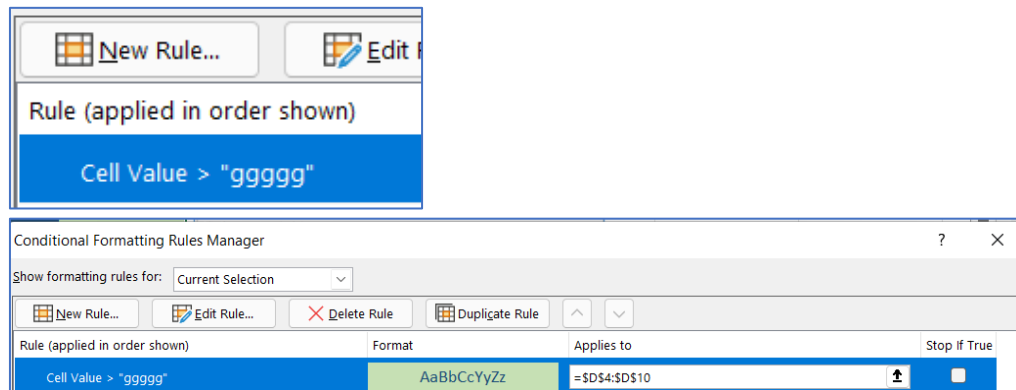 New Rule... Edit
Rule (applied in order shown)
Cell Value > "ggggg"
Conditional Formatting Rules Manager ? ×
Show formatting rules for: Current Selection
New Rule... Edit Rule... Delete Rule Duplicate Rule
Rule (applied in order shown) Format Applies to Stop If True
Cell Value > "ggggg" AaBbCcYyZz =$D$4:$D$10